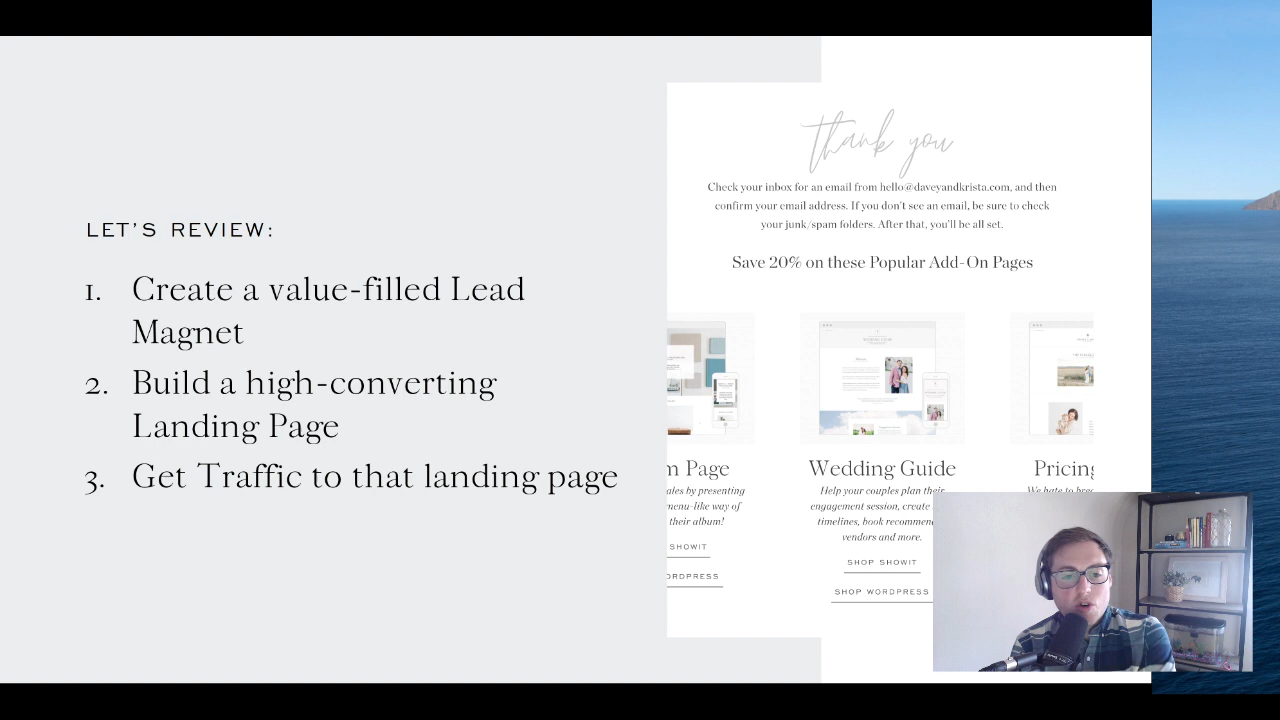 LET'S REVIEW:
1. Create a value-filled Lead
Magnet
2. Build a high-converting
Landing Page
3. Get Traffic to that landing page
thank you
Check your inbox for an email from hello@daveyandkrista.com, and then
confirm your email address. If you don't see an email, be sure to check
your junk/spam folders. After that, you'll be all set.
Save 20% on these Popular Add-On Pages
Page
by presenting
menu-like way of
their album!
SHOWIT
Wedding Guide
Help your couples plan their
engagement session, create
timelines, book
vendors and more.
SHOP SHOWIT
SHOP WORDPRESS
Pricing
We hate to